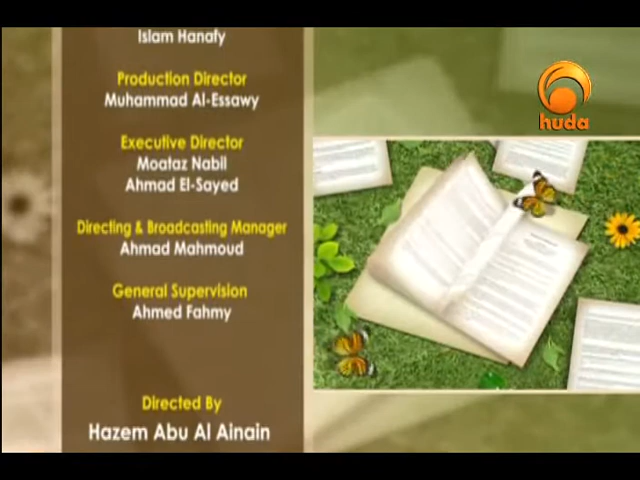 Islam Hanafy
Production Director
Muhammad Al-Essawy
Executive Director
Moataz Nabil
Ahmad El-Sayed
Directing & Broadcasting Manager
Ahmad Mahmoud
General Supervision
Ahmed Fahmy
Directed By
Hazem Abu Al Ainain
huda